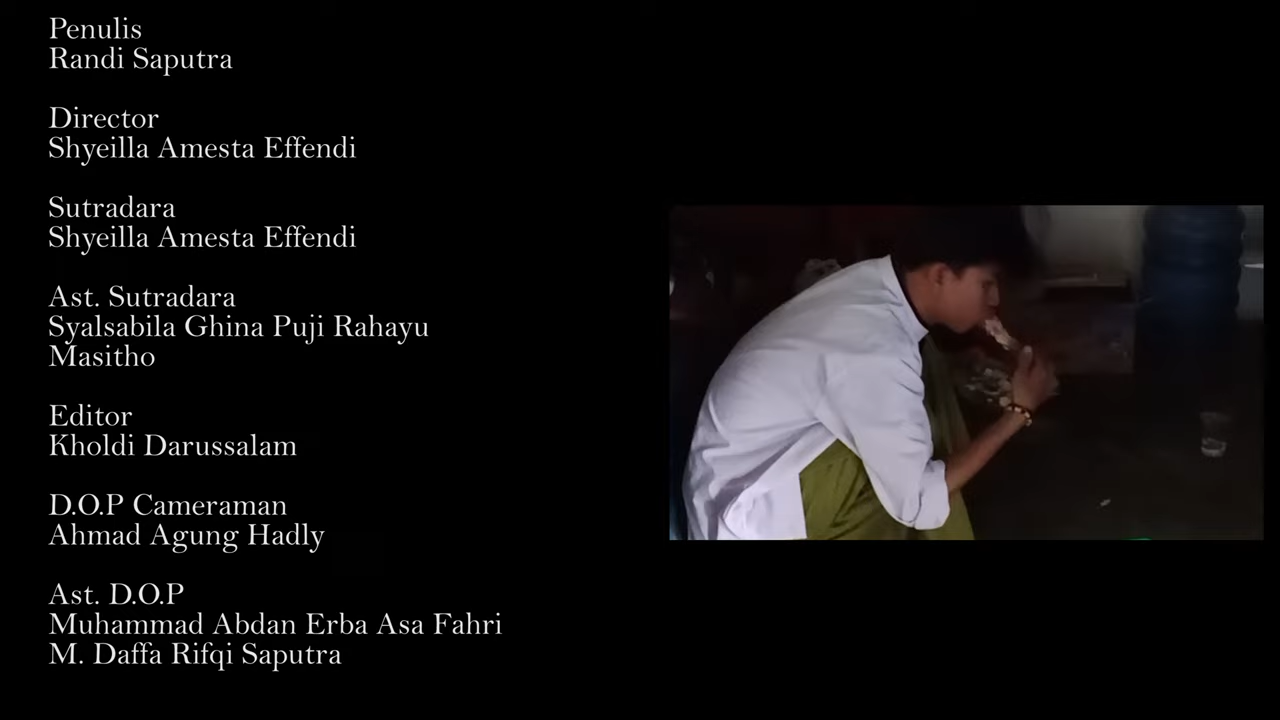 Penulis
Randi Saputra
Director
Shyeilla Amesta Effendi
Sutradara
Shyeilla Amesta Effendi
Ast. Sutradara
Syalsabila Ghina Puji Rahayu
Masitho
Editor
Kholdi Darussalam
D.O.P Cameraman
Ahmad Agung Hadly
Ast. D.O.P
Muhammad Abdan Erba Asa Fahri
M. Daffa Rifqi Saputra